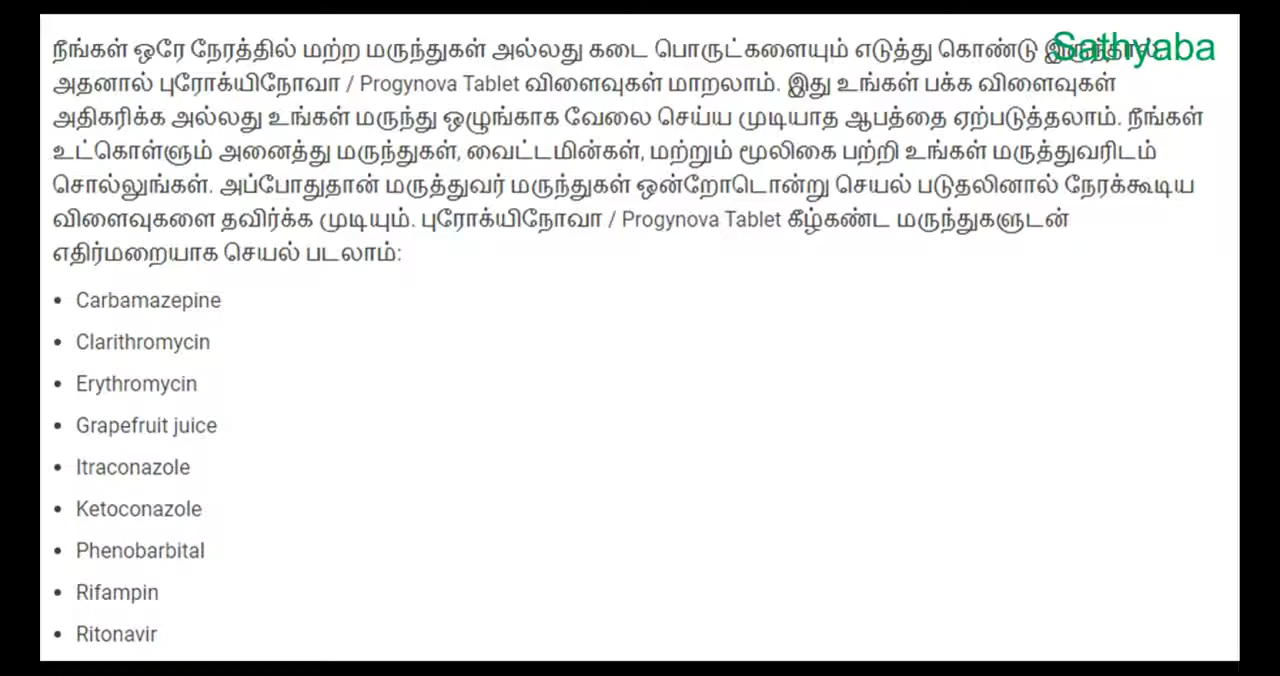 நீங்கள் ஒரே நேரத்தில் மற்ற மருந்துகள் அல்லது கடை பொருட்களையும் எடுத்து கொண்டு
Sathyaba
அதனால் புரோக்யிநோவா / Progynova Tablet விளைவுகள் மாறலாம். இது உங்கள் பக்க விளைவுகள்
அதிகரிக்க அல்லது உங்கள் மருந்து ஒழுங்காக வேலை செய்ய முடியாத ஆபத்தை ஏற்படுத்தலாம். நீங்கள்
உட்கொள்ளும் அனைத்து மருந்துகள், வைட்டமின்கள், மற்றும் மூலிகை பற்றி உங்கள் மருத்துவரிடம்
சொல்லுங்கள். அப்போதுதான் மருத்துவர் மருந்துகள் ஒன்றோடொன்று செயல் படுதலினால் நேரக்கூடிய
விளைவுகளை தவிர்க்க முடியும். புரோக்யிநோவா / Progynova Tablet கீழ்கண்ட மருந்துகளுடன்
எதிர்மறையாக செயல் படலாம்:
• Carbamazepine
• Clarithromycin
• Erythromycin
• Grapefruit juice
• Itraconazole
• Ketoconazole
• Phenobarbital
• Rifampin
• Ritonavir